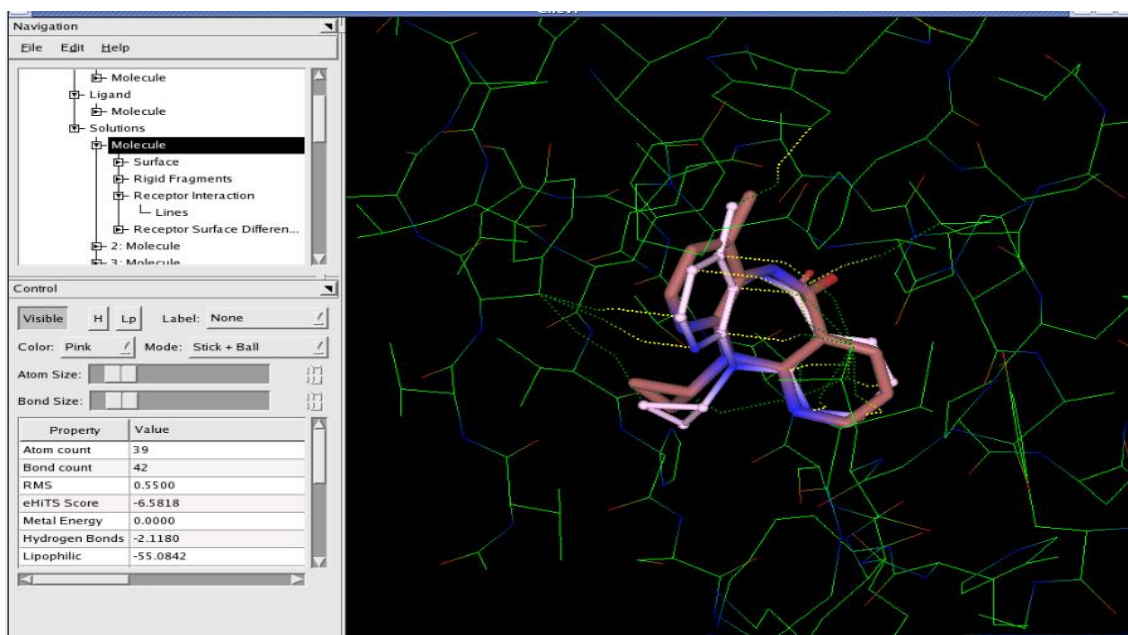 Navigation
File Edit Help
Molecule
Ligand
Molecule
Solutions
Molecule
Surface
Rigid Fragments
Receptor Interaction
Lines
Receptor Surface Differen...
2: Molecule
3: Molecule
Control
Visible H Lp Label: None
Color: Pink Mode: Stick + Ball
Atom Size:
Bond Size:
Property Value
Atom count 39
Bond count 42
RMS 0.5500
eHiTS Score -6.5818
Metal Energy 0.0000
Hydrogen Bonds -2.1180
Lipophilic -55.0842